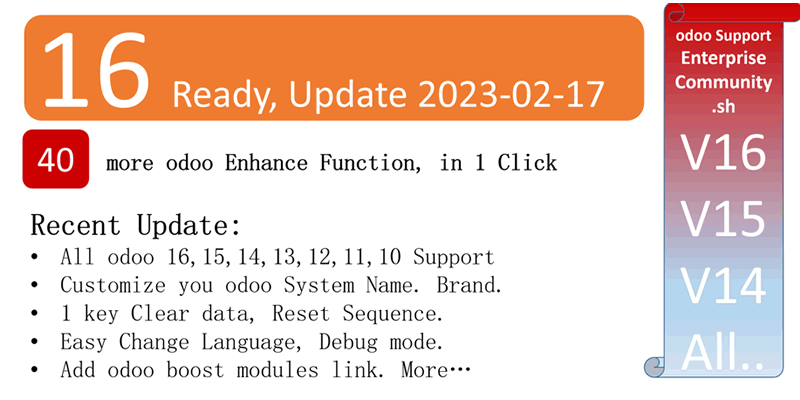 16 Ready, Update 2023-02-17
40 more odoo Enhance Function, in 1 Click
Recent Update:
• All odoo 16,15,14,13,12,11,10 Support
• Customize you odoo System Name. Brand.
• 1 key Clear data, Reset Sequence.
• Easy Change Language, Debug mode.
• Add odoo boost modules link. More…
odoo Support
Enterprise
Community
.sh
V16
V15
V14
All..